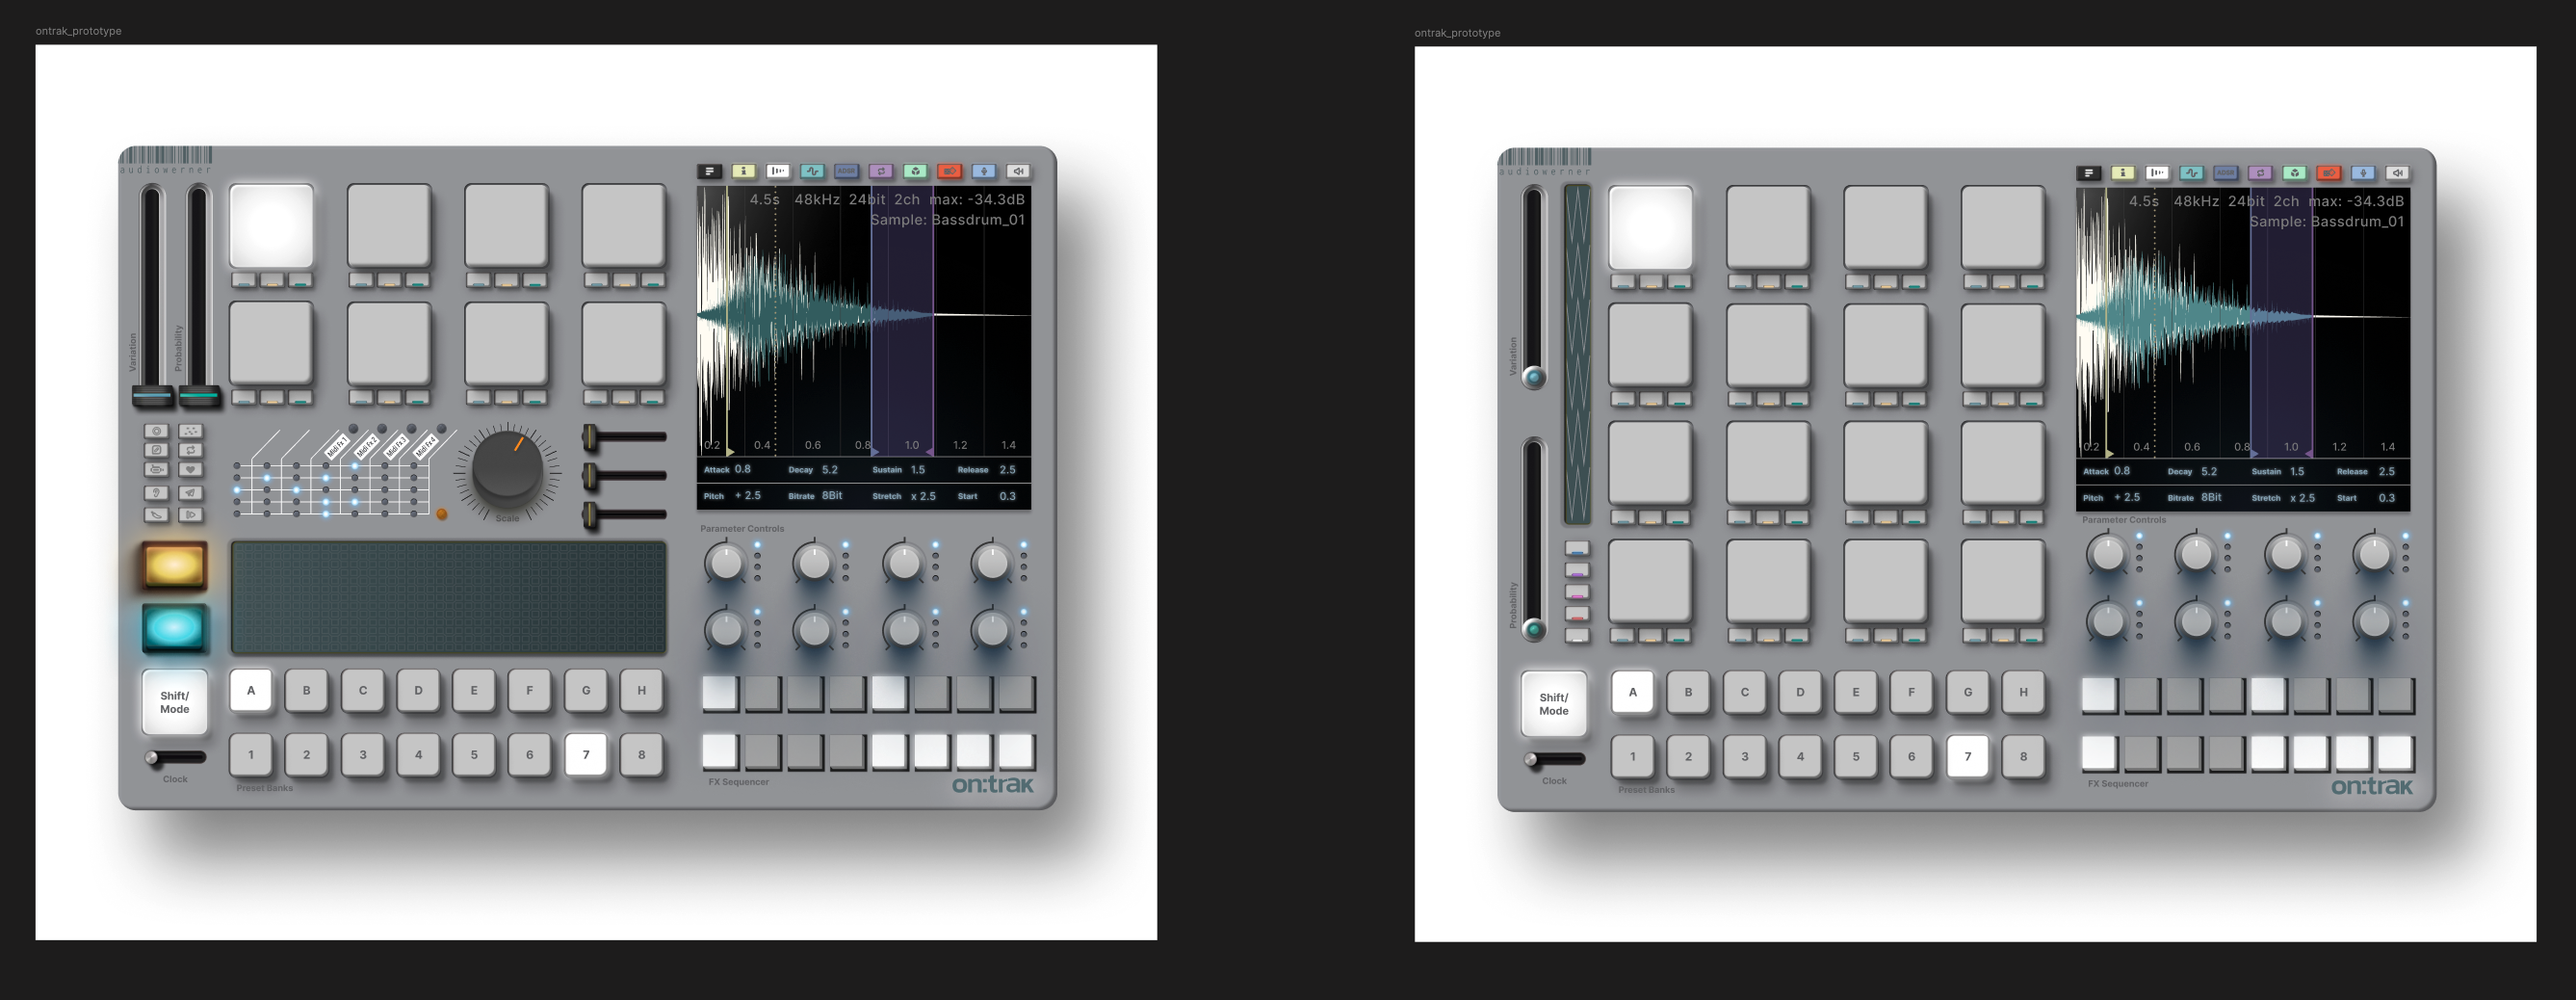 ontrak_prototype
audiowerner
ADSR
4.5s 48kHz 24bit 2ch max: -34.3dB
Sample: Bassdrum_01
Variation
Probability
0.2 0.4 0.6 0.8 1.0 1.2 1.4
Midi Fx 1
Midi Fx 2
Midi Fx 3
Midi Fx 4
Scale
Attack 0.8 Decay 5.2 Sustain 1.5 Release 2.5
Pitch + 2.5 Bitrate 8Bit Stretch x 2.5 Start 0.3
Parameter Controls
Shift/
Mode
A B C D E F G H
1 2 3 4 5 6 7 8
Clock
Preset Banks
FX Sequencer
on:trak
ontrak_prototype
audiowerner
ADSR
4.5s 48kHz 24bit 2ch max: -34.3dB
Sample: Bassdrum_01
Variation
0.2 0.4 0.6 0.8 1.0 1.2 1.4
Attack 0.8 Decay 5.2 Sustain 1.5 Release 2.5
Pitch + 2.5 Bitrate 8Bit Stretch x 2.5 Start 0.3
Parameter Controls
Probability
Shift/
Mode
A B C D E F G H
1 2 3 4 5 6 7 8
Clock
Preset Banks
FX Sequencer
on:trak